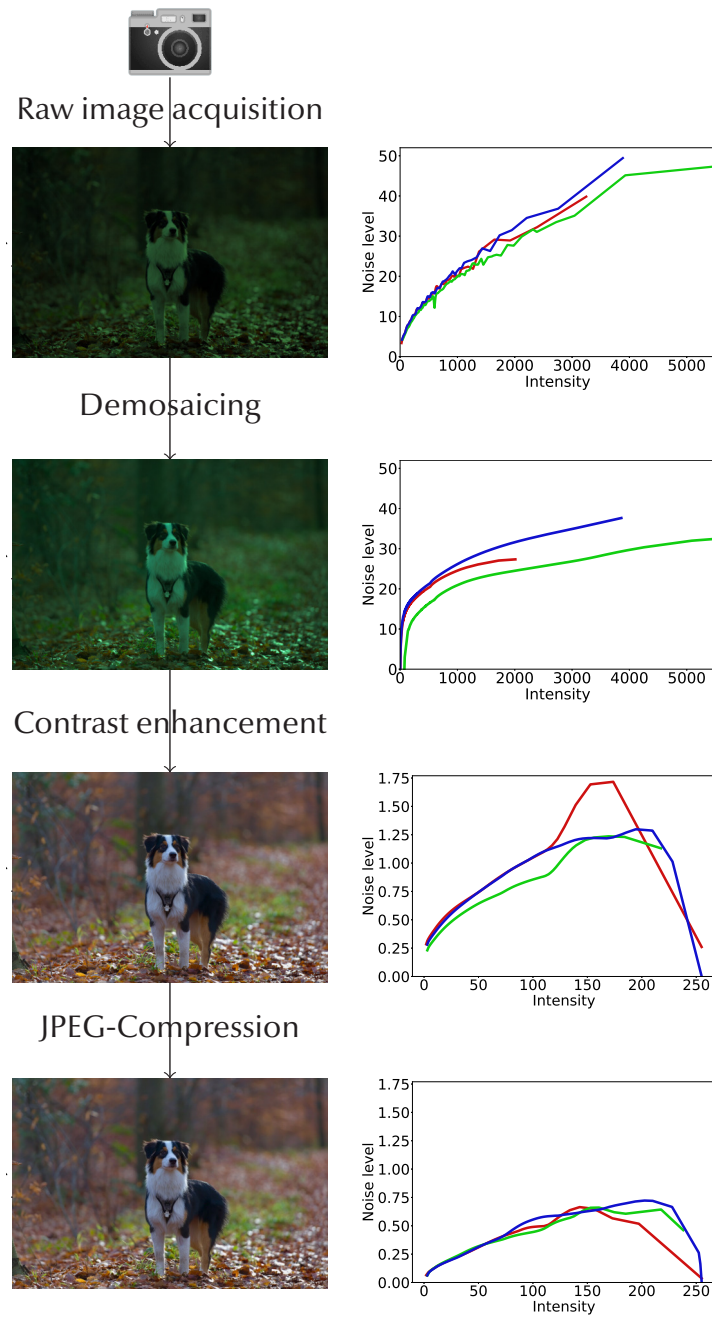 Raw image acquisition
50
40
30
20
10
0
Noise level
0 1000 2000 3000 4000 5000
Intensity
Demosaicing
50
40
30
20
10
0
Noise level
0 1000 2000 3000 4000 5000
Intensity
Contrast enhancement
1.75
1.50
1.25
1.00
0.75
0.50
0.25
0.00
Noise level
0 50 100 150 200 250
Intensity
JPEG-Compression
1.75
1.50
1.25
1.00
0.75
0.50
0.25
0.00
Noise level
0 50 100 150 200 250
Intensity